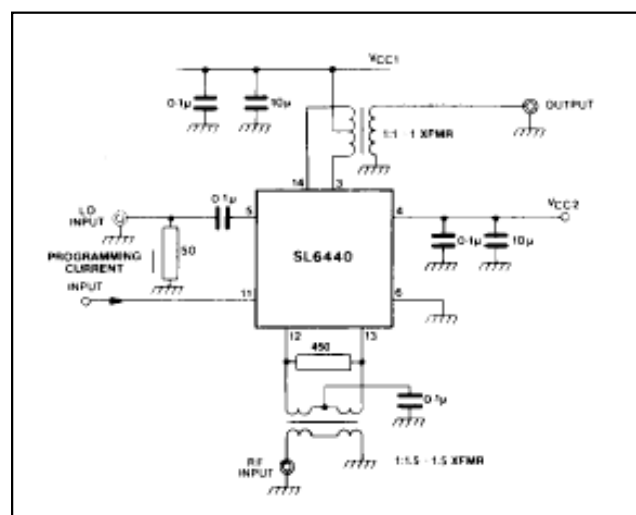 VCC1
0·1µ
10µ
OUTPUT
1:1 - 1 XFMR
14
3
0·1µ
LO
INPUT
5
4
VCC2
50
SL6440
0·1µ
10µ
PROGRAMMING
CURRENT
INPUT
11
6
12
13
450
0·1µ
RF
INPUT
1:1.5 - 1.5 XFMR